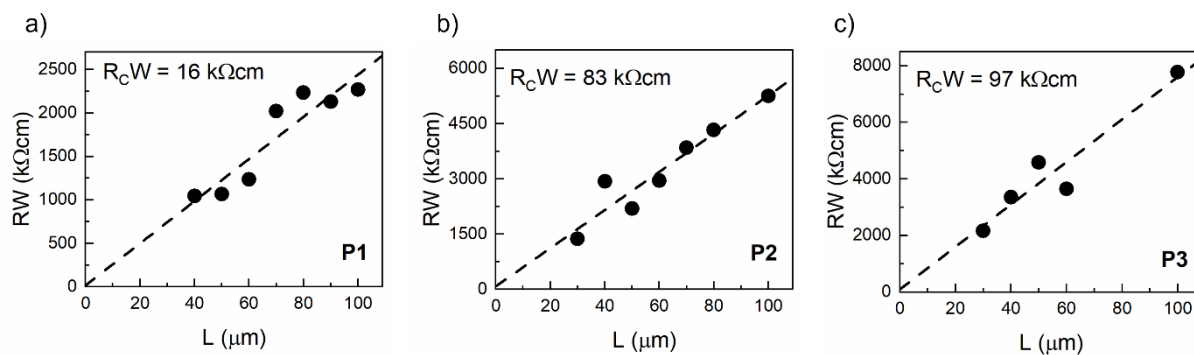 a)
R_CW = 16 kΩcm
RW (kΩcm)
2500
2000
1500
1000
500
0
P1
0 20 40 60 80 100
L (μm)
b)
R_CW = 83 kΩcm
RW (kΩcm)
6000
4500
3000
1500
0
P2
0 20 40 60 80 100
L (μm)
c)
R_CW = 97 kΩcm
RW (kΩcm)
8000
6000
4000
2000
0
P3
0 20 40 60 80 100
L (μm)